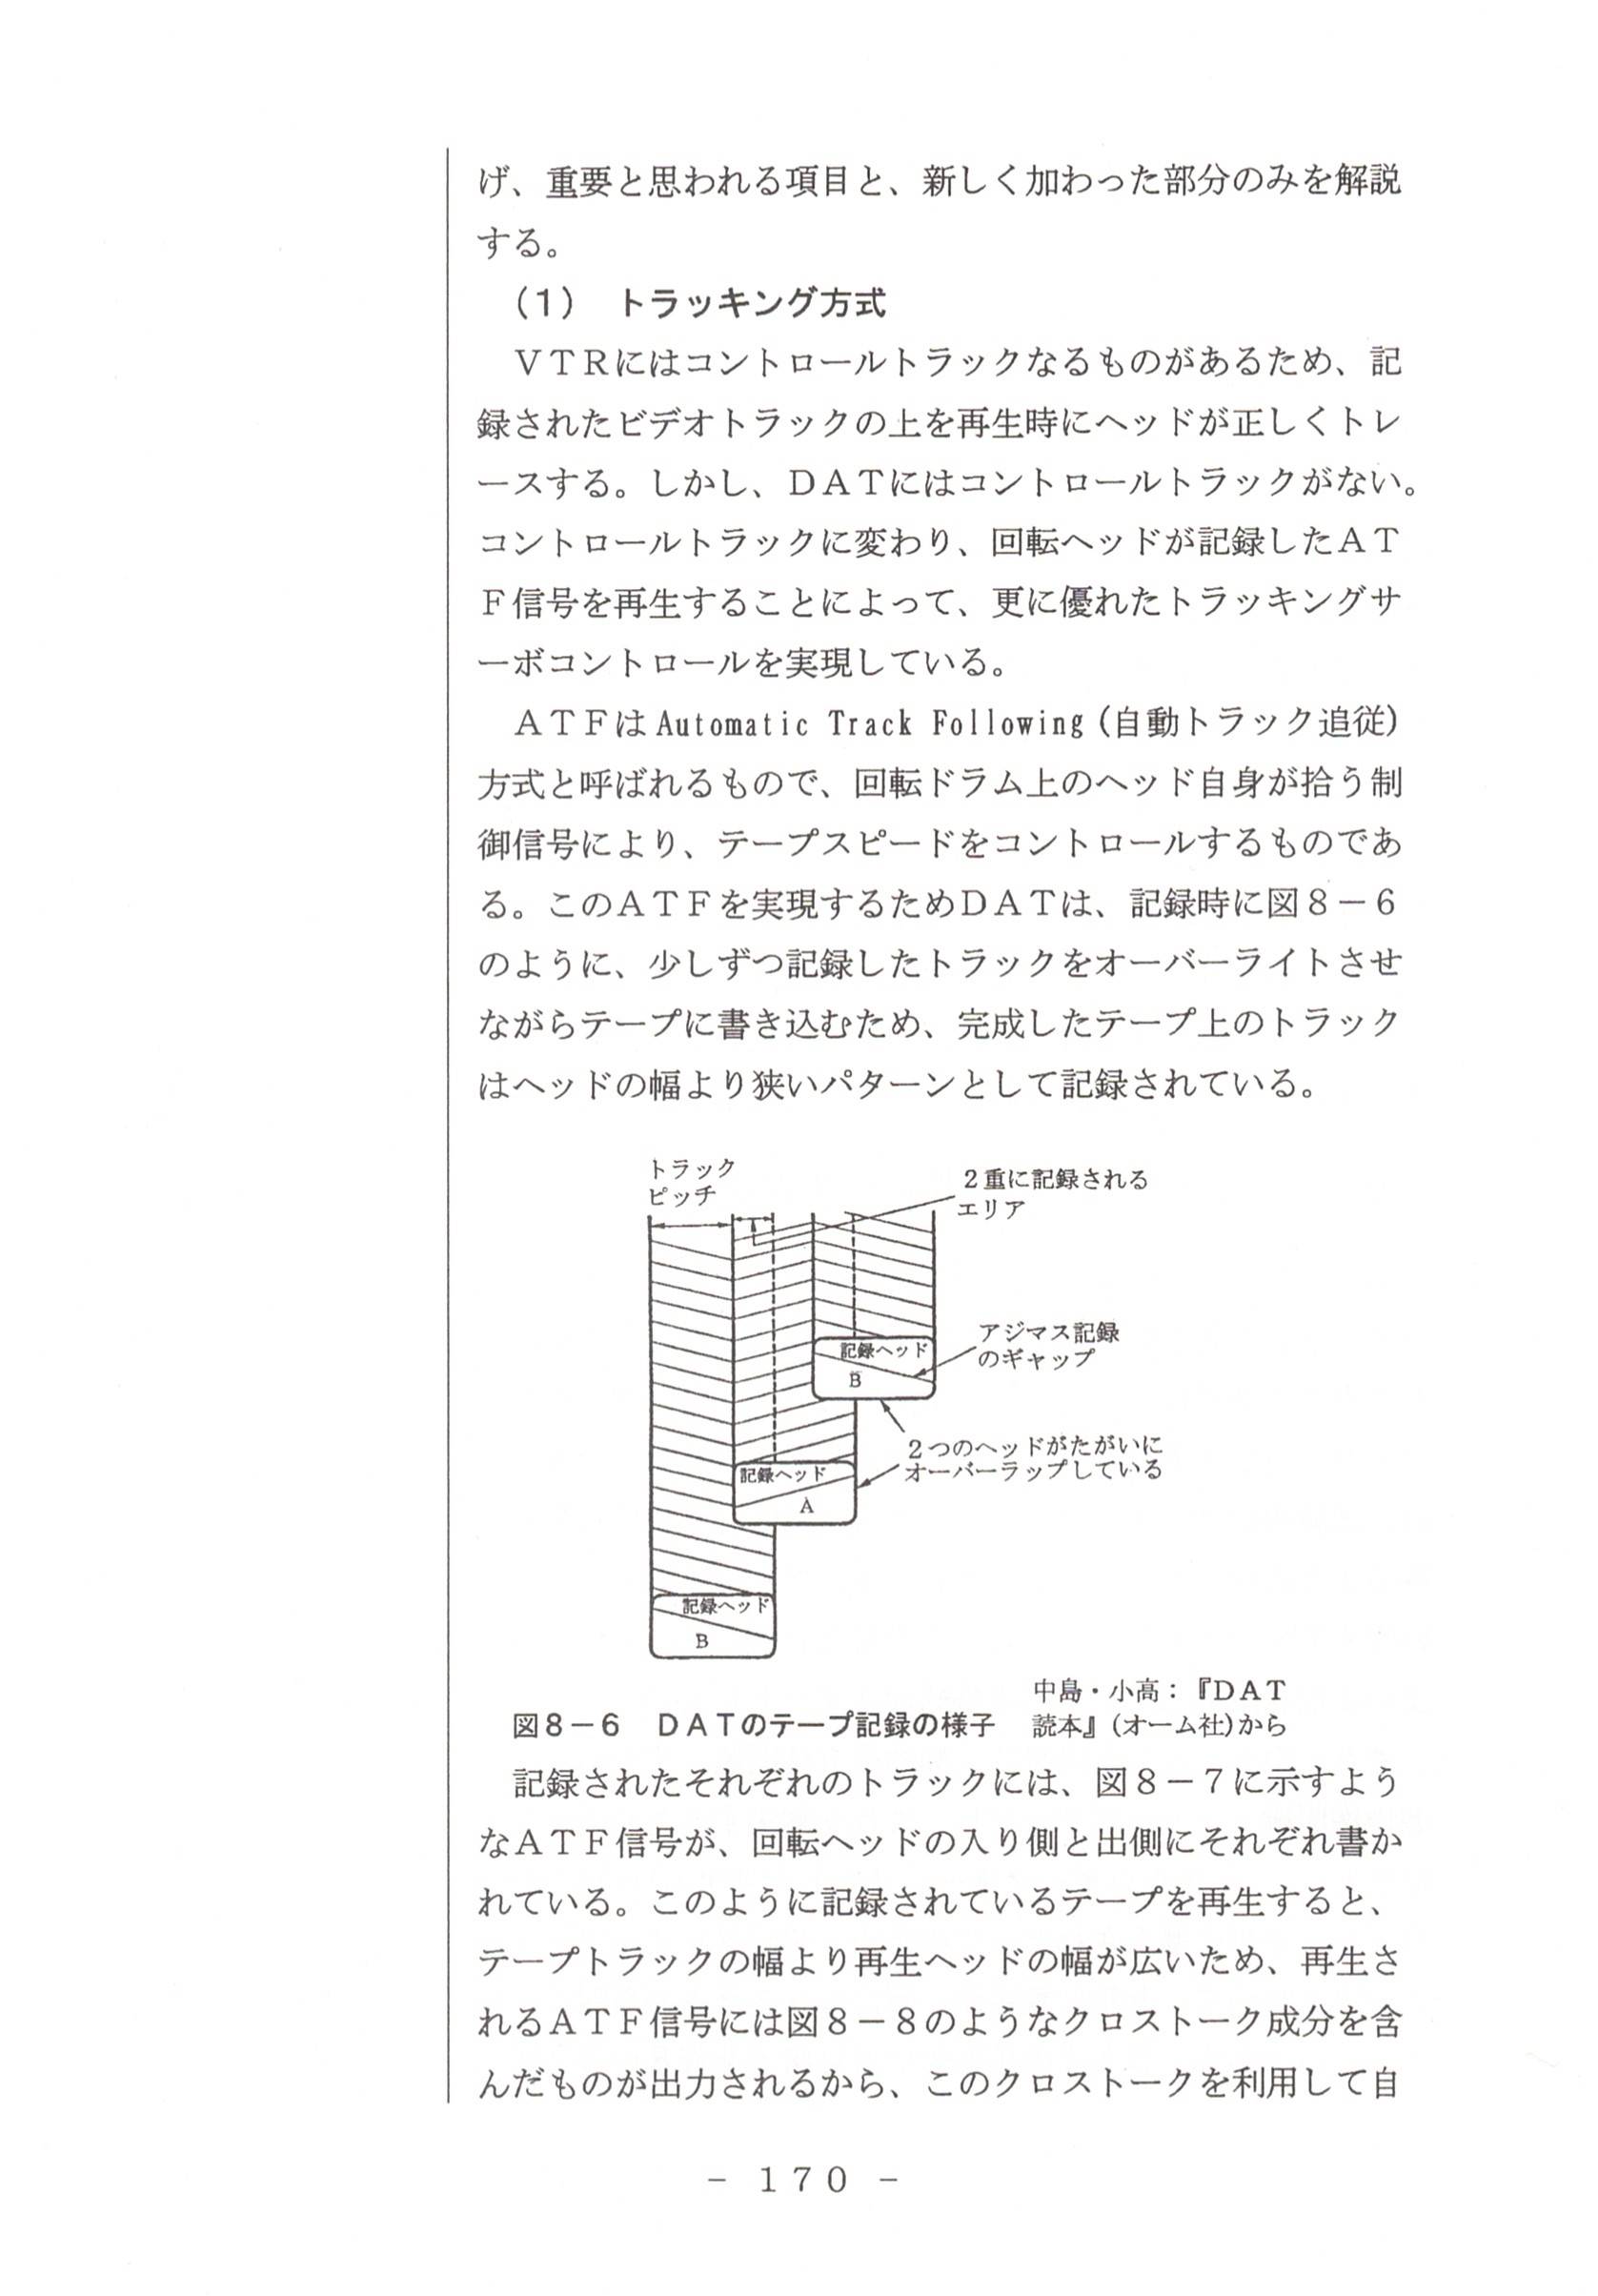 げ、重要と思われる項目と、新しく加わった部分のみを解説
する。
(1)　トラッキング方式
ＶＴＲにはコントロールトラックなるものがあるため、記
録されたビデオトラックの上を再生時にヘッドが正しくトレ
ースする。しかし、ＤＡＴにはコントロールトラックがない。
コントロールトラックに変わり、回転ヘッドが記録したＡＴ
Ｆ信号を再生することによって、更に優れたトラッキングサ
ーボコントロールを実現している。
ＡＴＦはAutomatic Track Following (自動トラック追従)
方式と呼ばれるもので、回転ドラム上のヘッド自身が拾う制
御信号により、テープスピードをコントロールするものであ
る。このＡＴＦを実現するためＤＡＴは、記録時に図８－６
のように、少しずつ記録したトラックをオーバーライトさせ
ながらテープに書き込むため、完成したテープ上のトラック
はヘッドの幅より狭いパターンとして記録されている。
トラック
ピッチ
２重に記録される
エリア
アジマス記録
のギャップ
記録ヘッド
B
２つのヘッドがたがいに
オーバーラップしている
記録ヘッド
A
記録ヘッド
B
中島・小高：『ＤＡＴ
読本』(オーム社)から
図８－６　ＤＡＴのテープ記録の様子
記録されたそれぞれのトラックには、図８－７に示すよう
なＡＴＦ信号が、回転ヘッドの入り側と出側にそれぞれ書か
れている。このように記録されているテープを再生すると、
テープトラックの幅より再生ヘッドの幅が広いため、再生さ
れるＡＴＦ信号には図８－８のようなクロストーク成分を含
んだものが出力されるから、このクロストークを利用して自
－ １７０ －